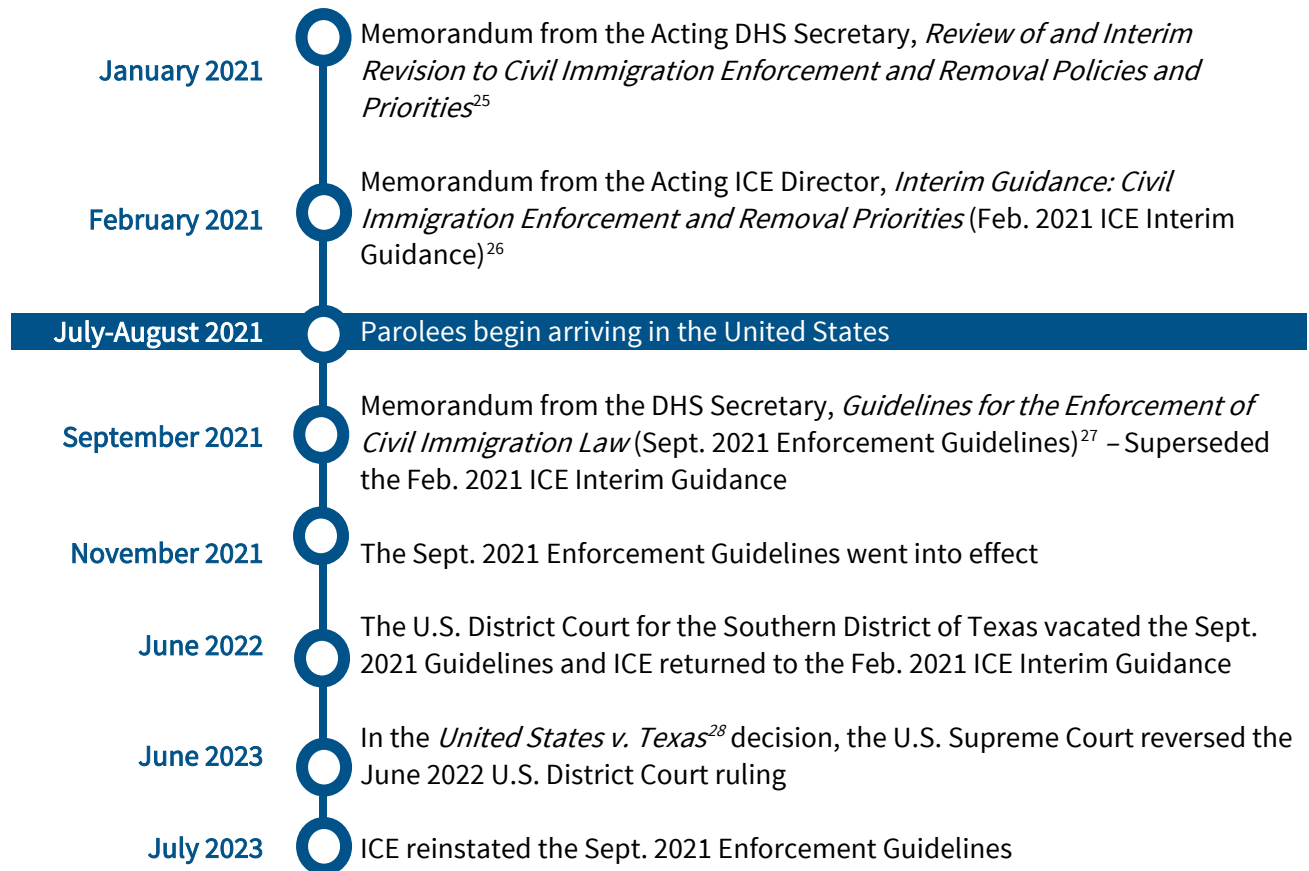 January 2021
Memorandum from the Acting DHS Secretary, Review of and Interim
Revision to Civil Immigration Enforcement and Removal Policies and
Priorities25
February 2021
Memorandum from the Acting ICE Director, Interim Guidance: Civil
Immigration Enforcement and Removal Priorities (Feb. 2021 ICE Interim
Guidance)26
July-August 2021
Parolees begin arriving in the United States
September 2021
Memorandum from the DHS Secretary, Guidelines for the Enforcement of
Civil Immigration Law (Sept. 2021 Enforcement Guidelines)27 – Superseded
the Feb. 2021 ICE Interim Guidance
November 2021
The Sept. 2021 Enforcement Guidelines went into effect
June 2022
The U.S. District Court for the Southern District of Texas vacated the Sept.
2021 Guidelines and ICE returned to the Feb. 2021 ICE Interim Guidance
June 2023
In the United States v. Texas28 decision, the U.S. Supreme Court reversed the
June 2022 U.S. District Court ruling
July 2023
ICE reinstated the Sept. 2021 Enforcement Guidelines